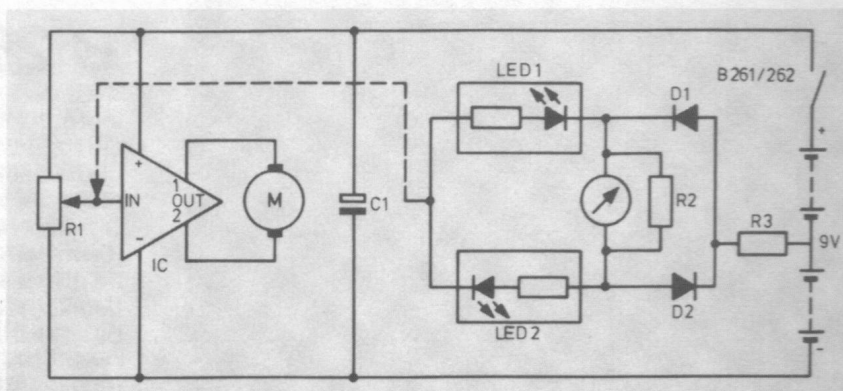 LED1
B261/262
D1
+
+
1
IN
OUT
2
-
R1
IC
M
C1
R2
R3
9V
LED2
D2
-